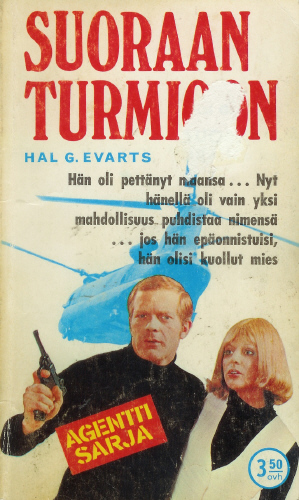 SUORAAN
TURMIOON
HAL G. EVARTS
Hän oli pettänyt maansa... Nyt
hänellä oli vain yksi
mahdollisuus puhdistaa nimensä
... jos hän epäonnistuisi,
hän olisi kuollut mies
AGENTTI
SARJA
3 50
ovh